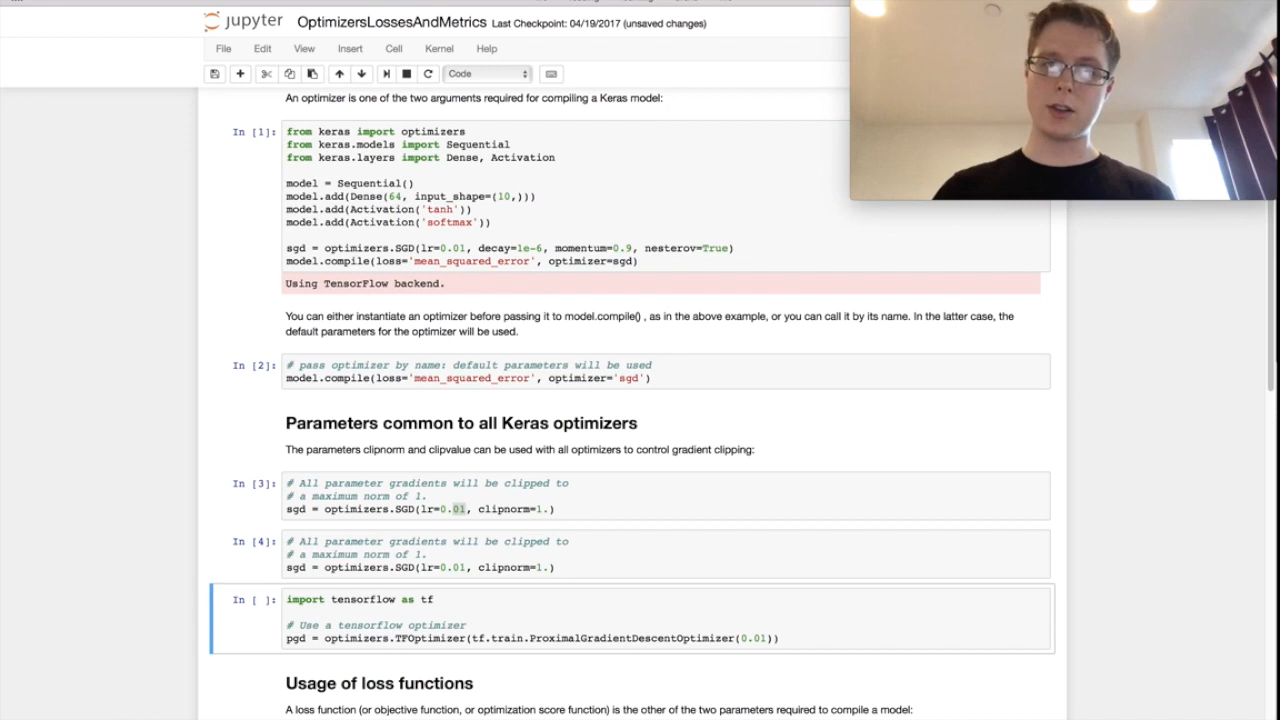 jupyter OptimizersLossesAndMetrics Last Checkpoint: 04/19/2017 (unsaved changes)
File Edit View Insert Cell Kernel Help
Code
An optimizer is one of the two arguments required for compiling a Keras model:
In [1]: from keras import optimizers
from keras.models import Sequential
from keras.layers import Dense, Activation
model = Sequential()
model.add(Dense(64, input_shape=(10,)))
model.add(Activation('tanh'))
model.add(Activation('softmax'))
sgd = optimizers.SGD(lr=0.01, decay=1e-6, momentum=0.9, nesterov=True)
model.compile(loss='mean_squared_error', optimizer=sgd)
Using TensorFlow backend.
You can either instantiate an optimizer before passing it to model.compile() , as in the above example, or you can call it by its name. In the latter case, the
default parameters for the optimizer will be used.
In [2]: # pass optimizer by name: default parameters will be used
model.compile(loss='mean_squared_error', optimizer='sgd')
Parameters common to all Keras optimizers
The parameters clipnorm and clipvalue can be used with all optimizers to control gradient clipping:
In [3]: # All parameter gradients will be clipped to
# a maximum norm of 1.
sgd = optimizers.SGD(lr=0.01, clipnorm=1.)
In [4]: # All parameter gradients will be clipped to
# a maximum norm of 1.
sgd = optimizers.SGD(lr=0.01, clipnorm=1.)
In [ ]: import tensorflow as tf
# Use a tensorflow optimizer
pgd = optimizers.TFOptimizer(tf.train.ProximalGradientDescentOptimizer(0.01))
Usage of loss functions
A loss function (or objective function, or optimization score function) is the other of the two parameters required to compile a model: